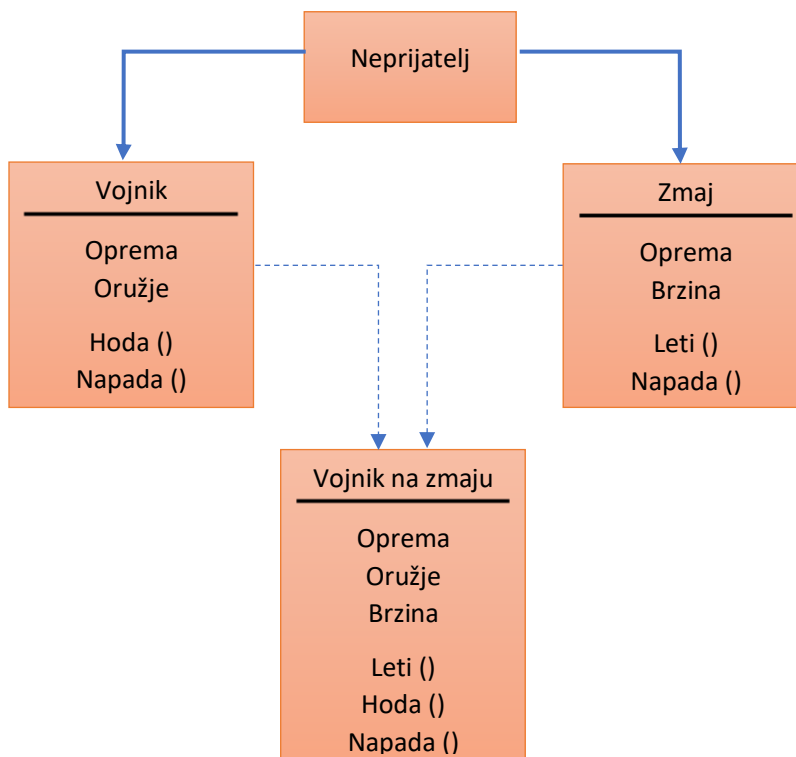 Neprijatelj
Vojnik
Oprema
Oružje
Hoda ()
Napada ()
Zmaj
Oprema
Brzina
Leti ()
Napada ()
Vojnik na zmaju
Oprema
Oružje
Brzina
Leti ()
Hoda ()
Napada ()